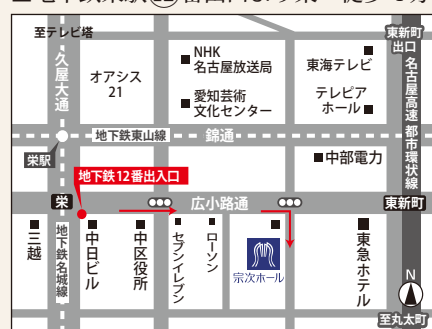 至テレビ塔
久屋大通
オアシス
21
■NHK
名古屋放送局
■愛知芸術
文化センター
東海テレビ
テレピア
ホール■
東新町
出口
名古屋高速 都市環状線
地下鉄東山線
錦通
栄駅
地下鉄12番出入口
■中部電力
栄
広小路通
東新町
三越
地下鉄名城線
中日ビル
中区役所
セブンイレブン
ローソン
宗次ホール
東急ホテル
N
至丸太町